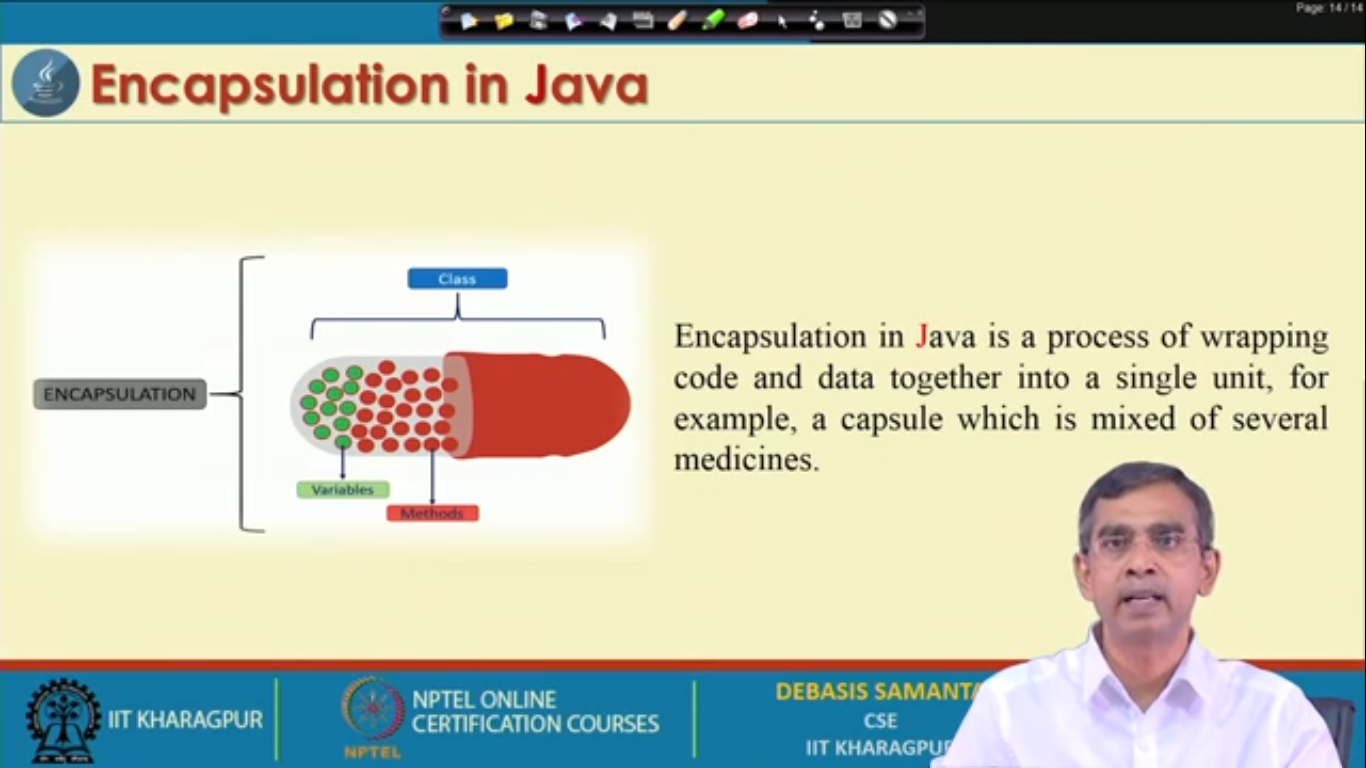 Page: 14 / 14
Encapsulation in Java
Class
ENCAPSULATION
Variables
Methods
Encapsulation in Java is a process of wrapping
code and data together into a single unit, for
example, a capsule which is mixed of several
medicines.
IIT KHARAGPUR
NPTEL
NPTEL ONLINE
CERTIFICATION COURSES
DEBASIS SAMANTA
CSE
IIT KHARAGPUR